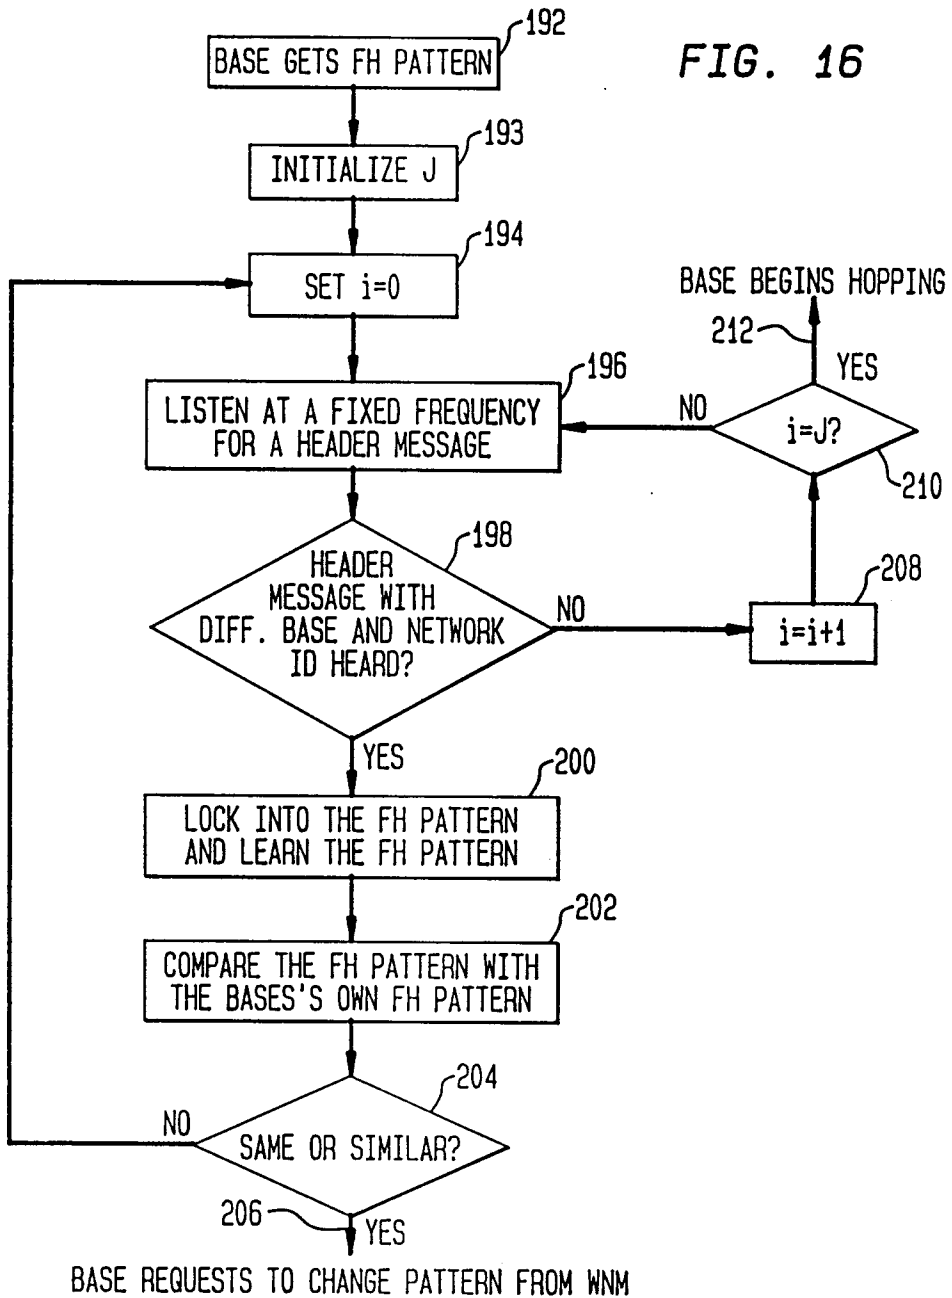 192
BASE GETS FH PATTERN
FIG. 16
193
INITIALIZE J
194
SET i=0
BASE BEGINS HOPPING
212
YES
196
LISTEN AT A FIXED FREQUENCY
FOR A HEADER MESSAGE
NO
i=J?
210
198
HEADER
MESSAGE WITH
DIFF. BASE AND NETWORK
ID HEARD?
NO
208
i=i+1
YES
200
LOCK INTO THE FH PATTERN
AND LEARN THE FH PATTERN
202
COMPARE THE FH PATTERN WITH
THE BASES'S OWN FH PATTERN
204
NO
SAME OR SIMILAR?
206
YES
BASE REQUESTS TO CHANGE PATTERN FROM WNM